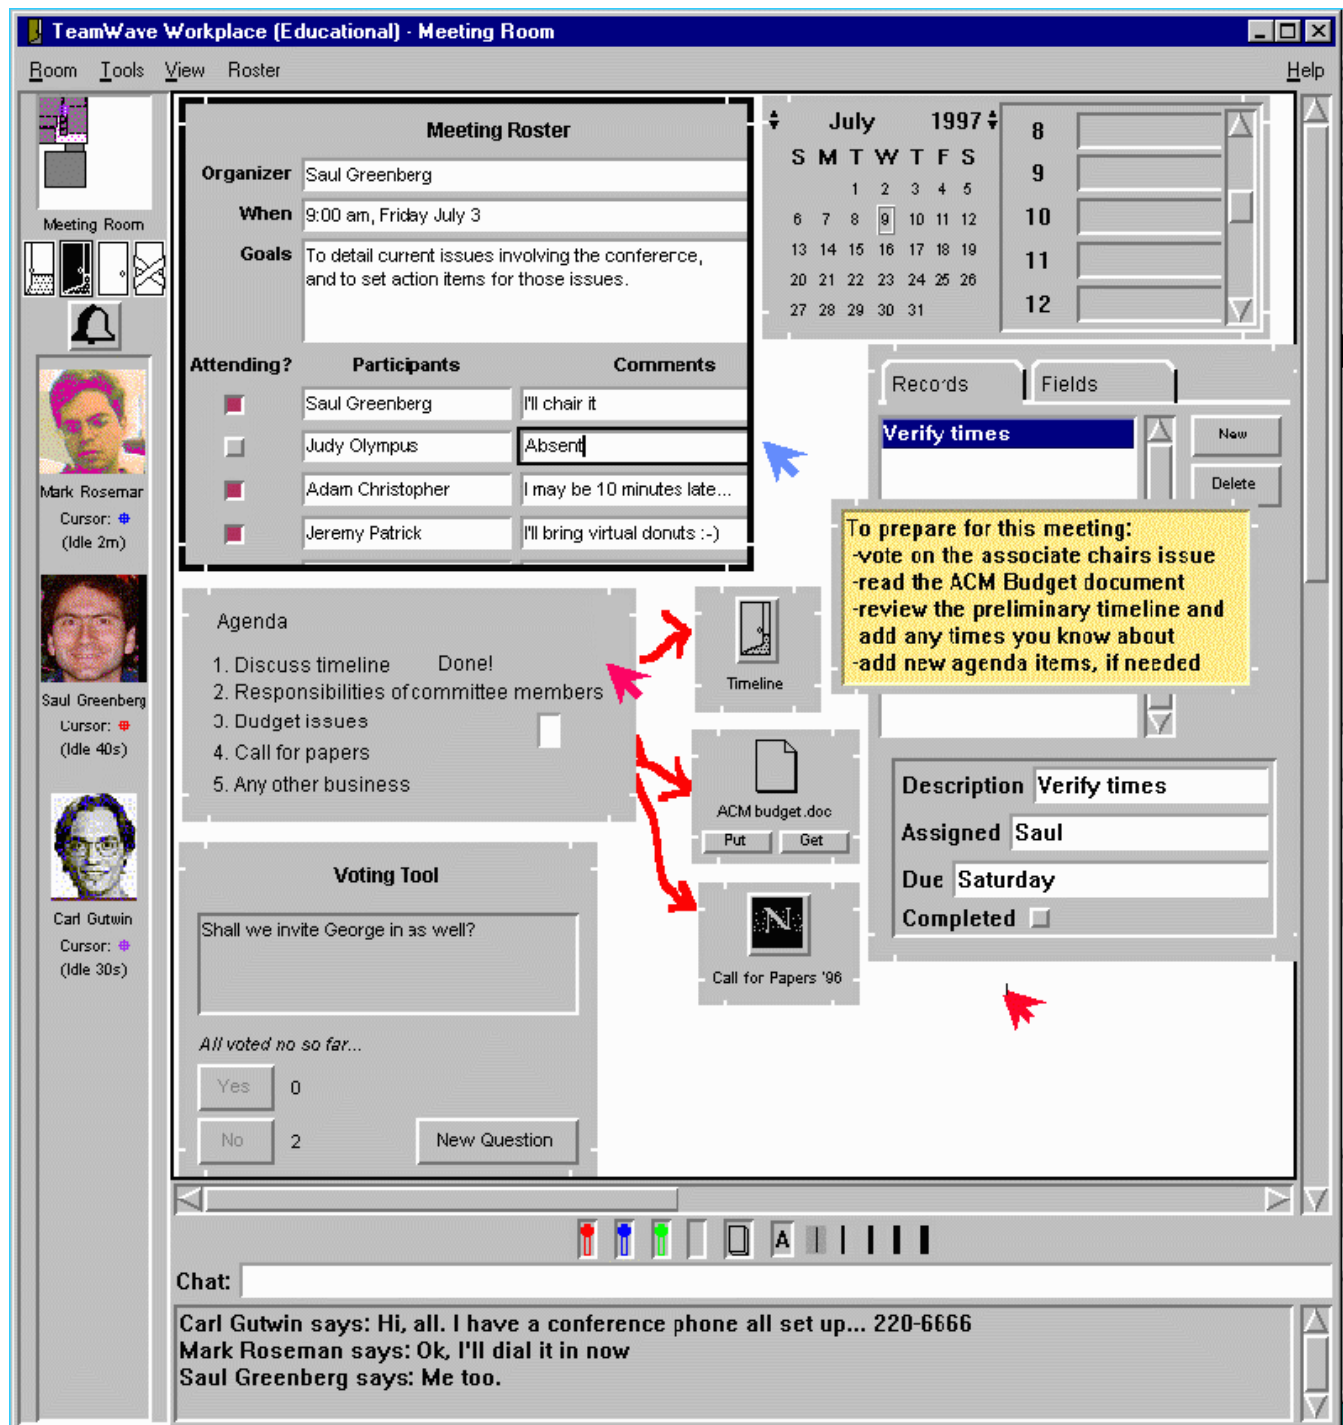 TeamWave Workplace (Educational) - Meeting Room
Room Tools View Roster Help
Meeting Room
Mark Rosemar
Cursor:
(Idle 2m)
Saul Greenberg
Cursor:
(Idle 40s)
Carl Gutwin
Cursor:
(Idle 30s)
Meeting Roster
Organizer Saul Greenberg
When 9:00 am, Friday July 3
Goals To detail current issues involving the conference,
and to set action items for those issues.
Attending? Participants Comments
Saul Greenberg I'll chair it
Judy Olympus Absent
Adam Christopher I may be 10 minutes late...
Jeremy Patrick I'll bring virtual donuts :-)
July 1997
S M T W T F S
1 2 3 4 5
6 7 8 9 10 11 12
13 14 15 16 17 18 19
20 21 22 23 24 25 26
27 28 29 30 31
8
9
10
11
12
Records Fields
Verify times
New
Delete
To prepare for this meeting:
-vote on the associate chairs issue
-read the ACM Budget document
-review the preliminary timeline and
add any times you know about
-add new agenda items, if needed
Description Verify times
Assigned Saul
Due Saturday
Completed
Agenda
1. Discuss timeline Done!
2. Responsibilities of committee members
3. Dudget issues
4. Call for papers
5. Any other business
Timeline
ACM budget.doc
Put Get
N
Call for Papers '96
Voting Tool
Shall we invite George in as well?
All voted no so far...
Yes 0
No 2
New Question
A
Chat:
Carl Gutwin says: Hi, all. I have a conference phone all set up... 220-6666
Mark Roseman says: Ok, I'll dial it in now
Saul Greenberg says: Me too.